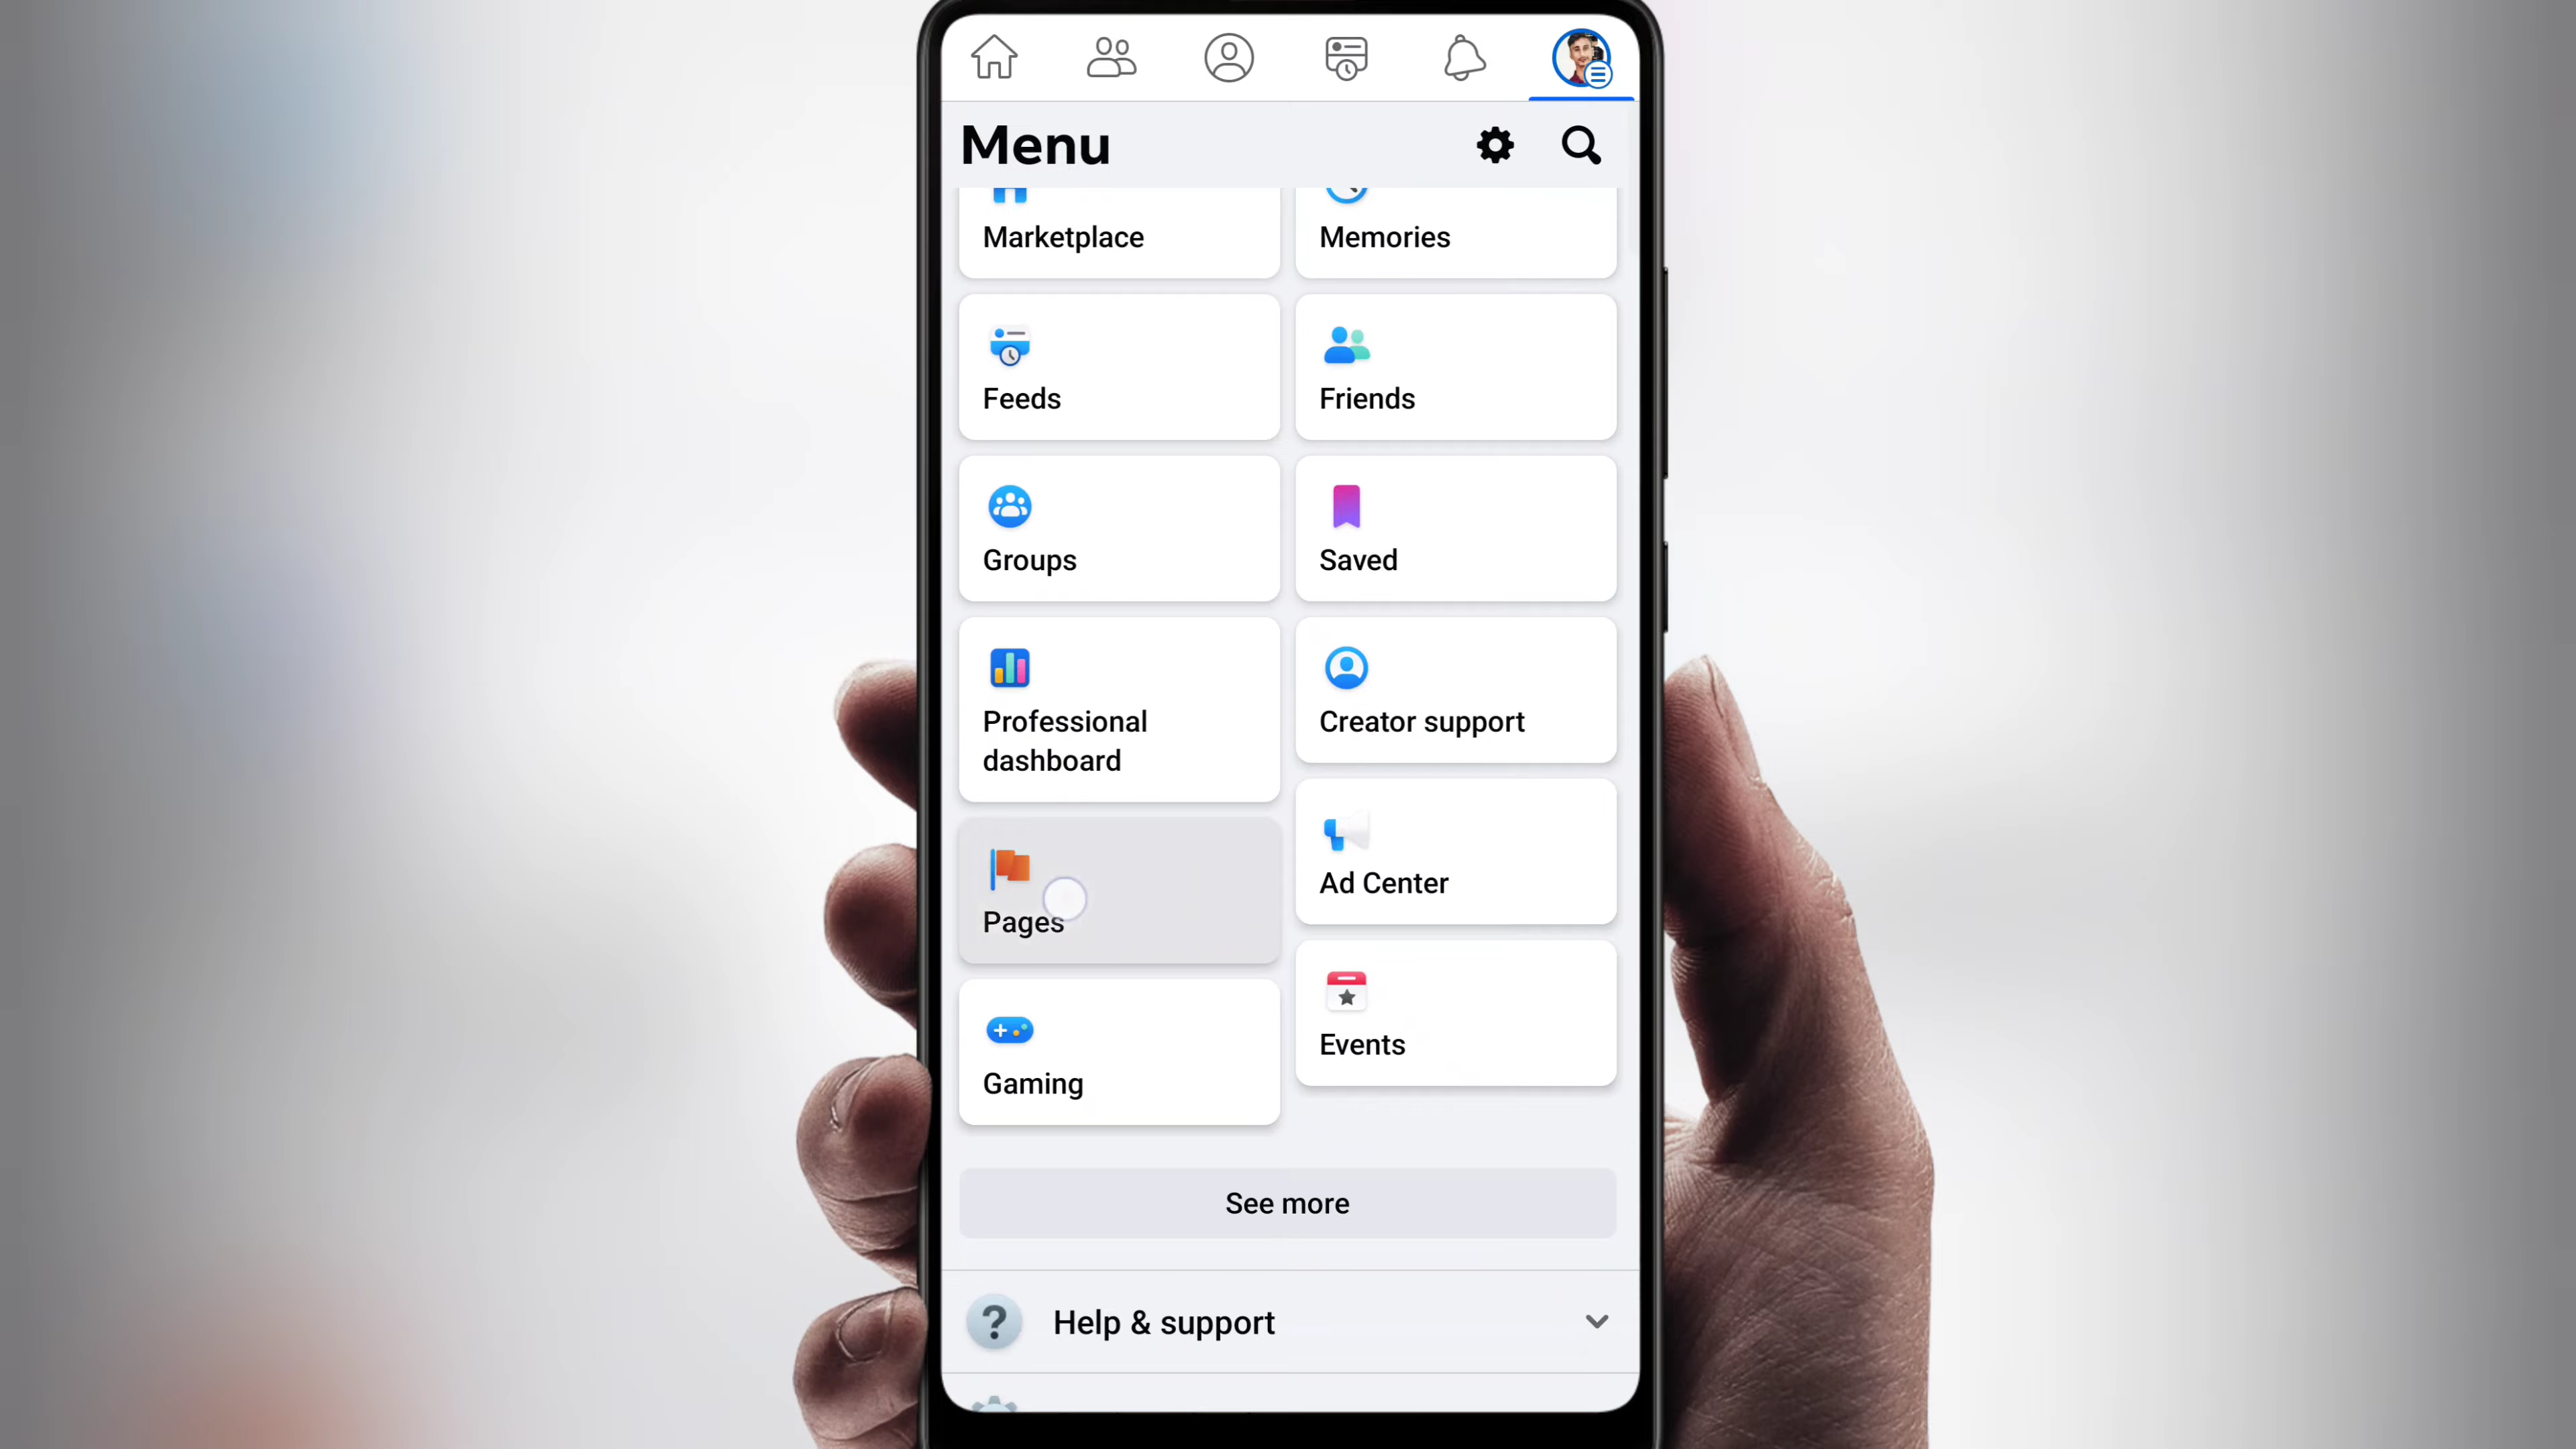 Menu
Marketplace
Memories
Feeds
Friends
Groups
Saved
Professional
dashboard
Creator support
Pages
Ad Center
Gaming
Events
See more
? Help & support